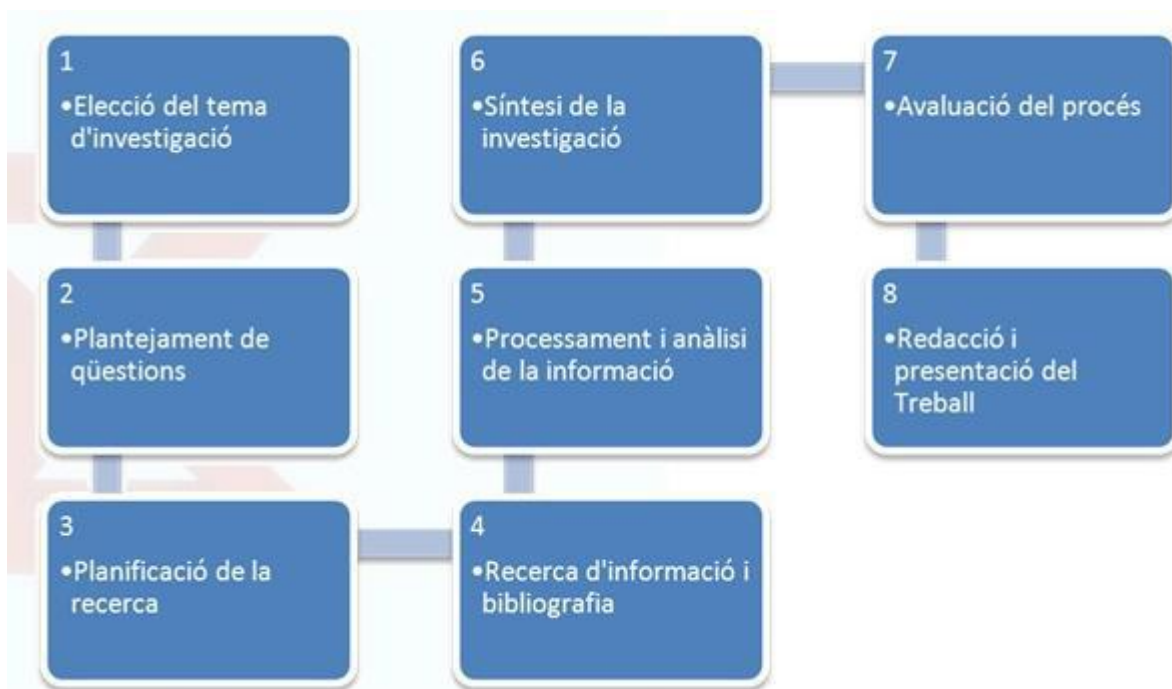 1
•Elecció del tema
d'investigació
2
•Plantejament de
qüestions
3
•Planificació de la
recerca
4
•Recerca d'informació i
bibliografia
5
•Processament i anàlisi
de la informació
6
•Síntesi de la
investigació
7
•Avaluació del procés
8
•Redacció i
presentació del
Treball